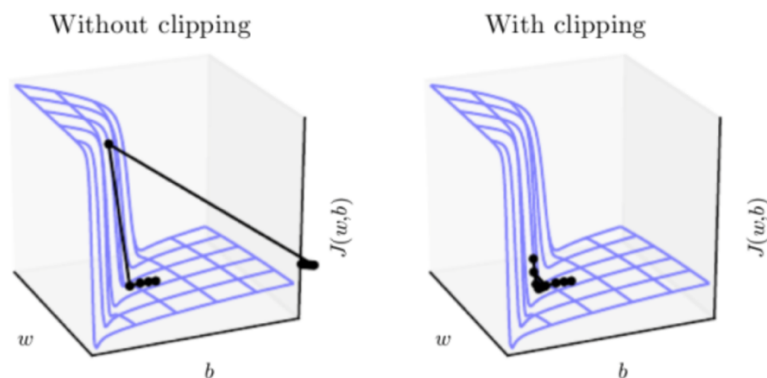 Without clipping
With clipping
J(w,b)
J(w,b)
w
b
w
b